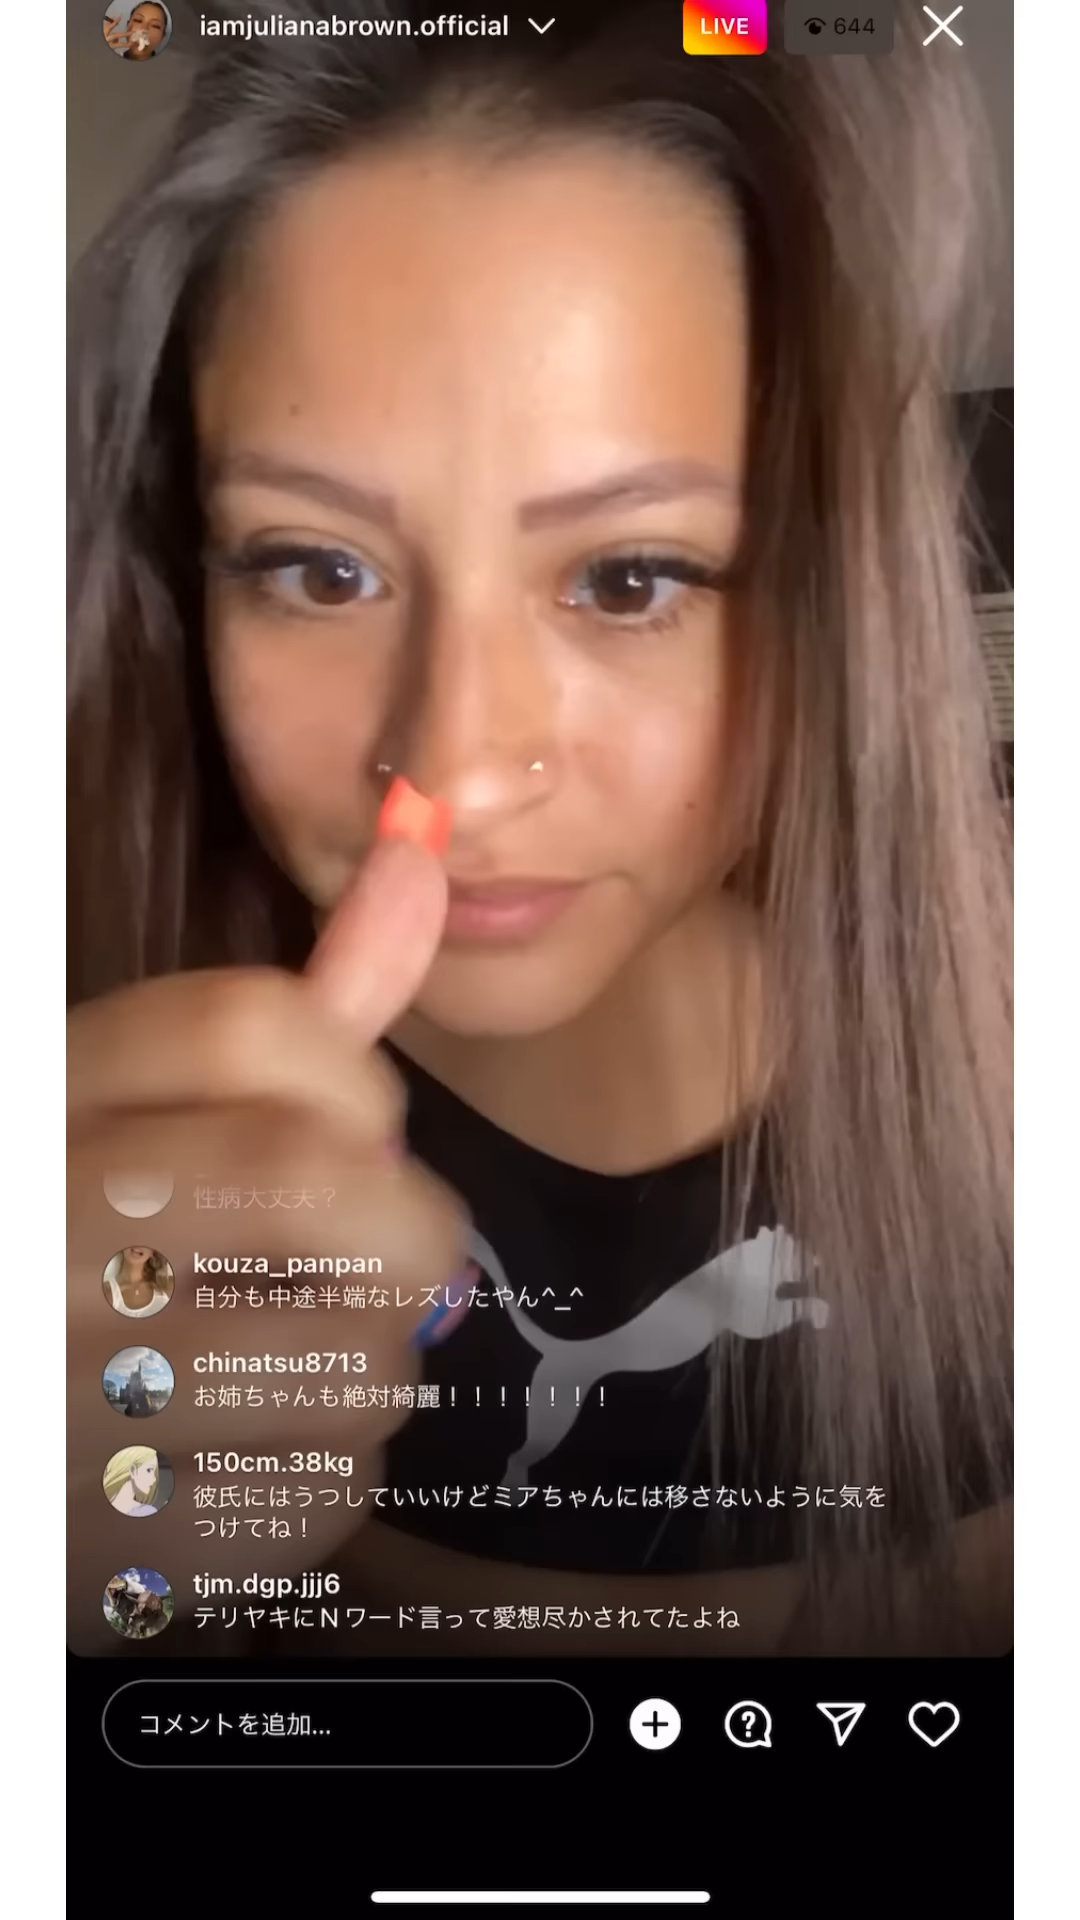 iamjulianabrown.official
LIVE
644
性病大丈夫？
kouza_panpan
自分も中途半端なレズしたやん^_^
chinatsu8713
お姉ちゃんも絶対綺麗！！！！！！！
150cm.38kg
彼氏にはうつしていいけどミアちゃんには移さないように気を
つけてね！
tjm.dgp.jjj6
テリヤキにＮワード言って愛想尽かされてたよね
コメントを追加...